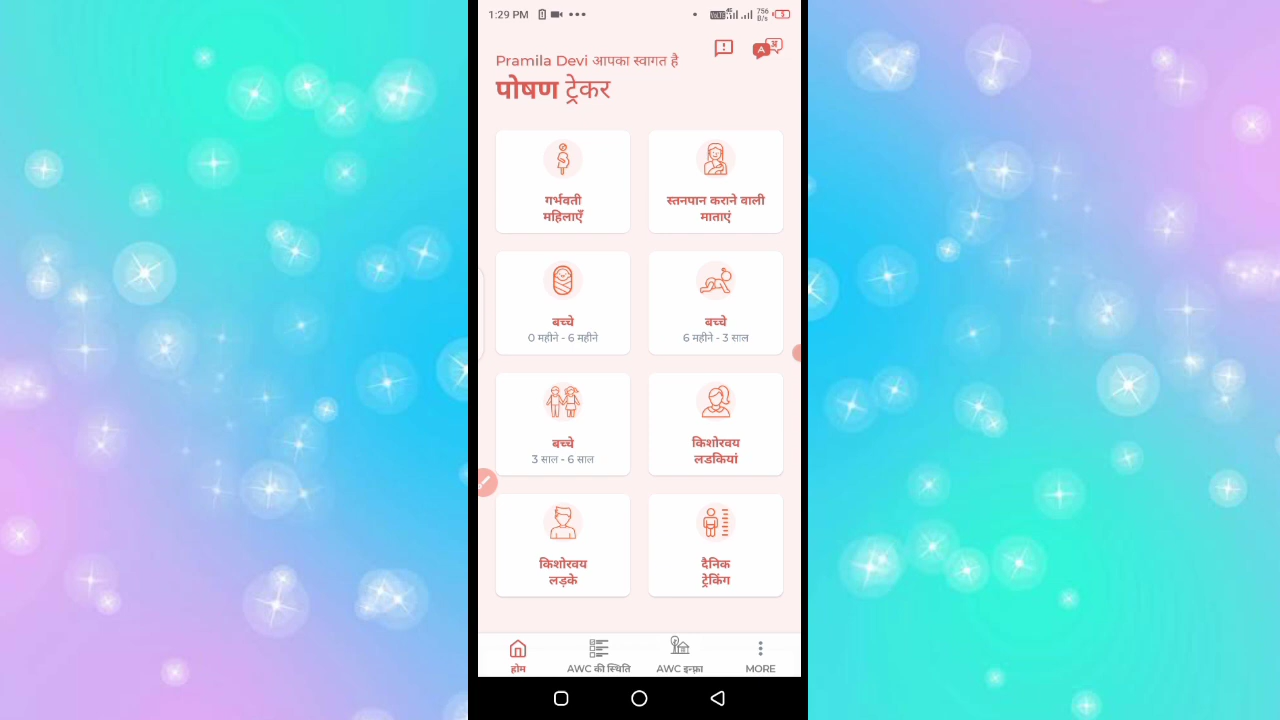 1:29 PM
756
B/s
Pramila Devi आपका स्वागत है
पोषण ट्रेकर
गर्भवती
महिलाएँ
स्तनपान कराने वाली
माताएं
बच्चे
0 महीने - 6 महीने
बच्चे
6 महीने - 3 साल
बच्चे
3 साल - 6 साल
किशोरवय
लडकियां
किशोरवय
लड़के
दैनिक
ट्रेकिंग
होम
AWC की स्थिति
AWC इन्फ्रा
MORE